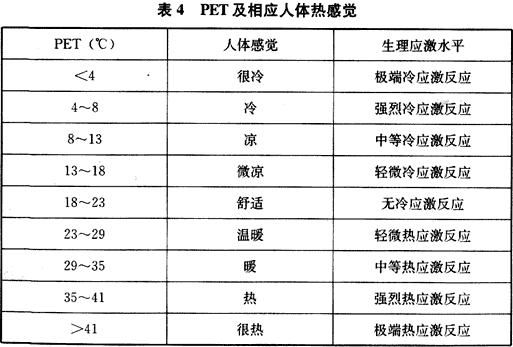 表 4 PET 及相应人体热感觉
PET（℃） 人体感觉 生理应激水平
＜4 很冷 极端冷应激反应
4～8 冷 强烈冷应激反应
8～13 凉 中等冷应激反应
13～18 微凉 轻微冷应激反应
18～23 舒适 无冷应激反应
23～29 温暖 轻微热应激反应
29～35 暖 中等热应激反应
35～41 热 强烈热应激反应
＞41 很热 极端热应激反应